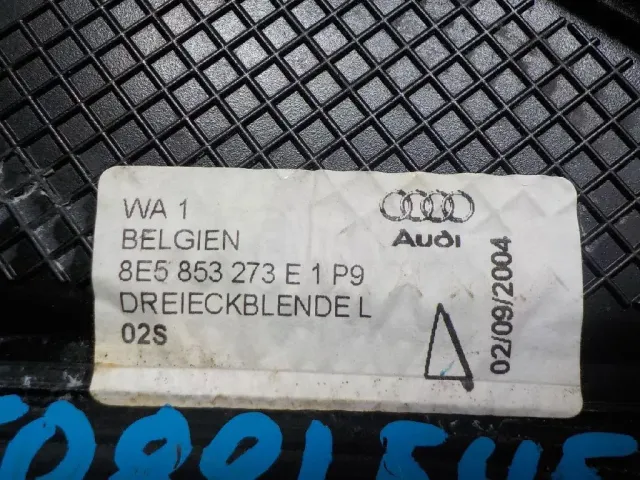 WA 1
BELGIEN
8E5 853 273 E 1 P9
DREIECKBLENDE L
02S
Audi
02/09/2004